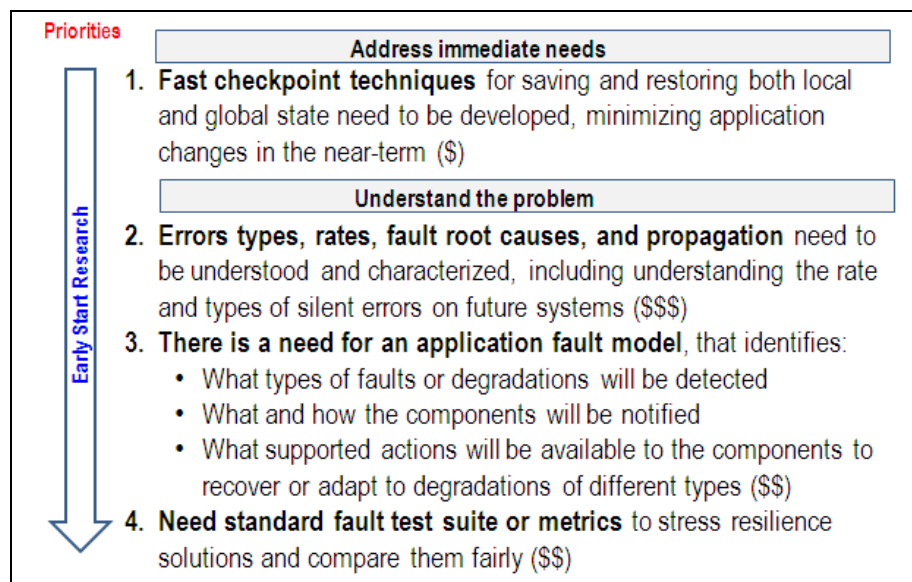 Priorities
Address immediate needs
1. Fast checkpoint techniques for saving and restoring both local
and global state need to be developed, minimizing application
changes in the near-term ($)
Understand the problem
2. Errors types, rates, fault root causes, and propagation need to
be understood and characterized, including understanding the rate
and types of silent errors on future systems ($$$)
3. There is a need for an application fault model, that identifies:
• What types of faults or degradations will be detected
• What and how the components will be notified
• What supported actions will be available to the components to
recover or adapt to degradations of different types ($$)
4. Need standard fault test suite or metrics to stress resilience
solutions and compare them fairly ($$)
Early Start Research